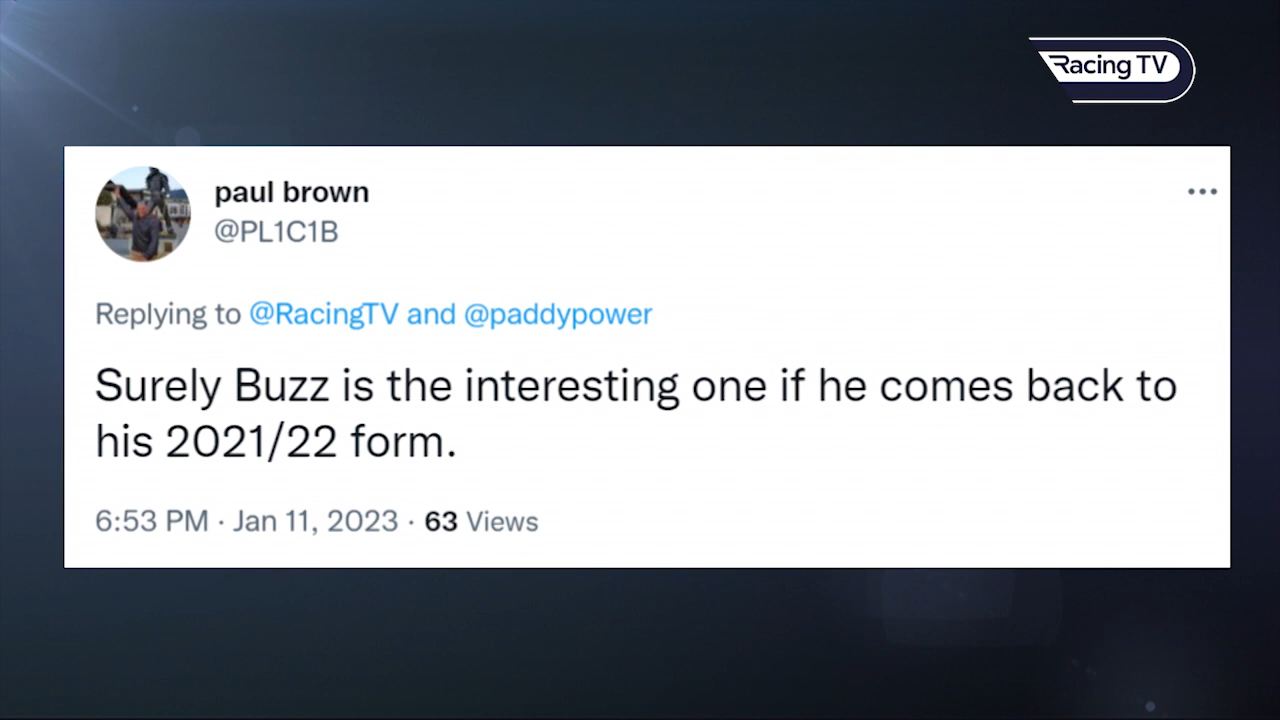 Racing TV
paul brown
@PL1C1B
Replying to @RacingTV and @paddypower
Surely Buzz is the interesting one if he comes back to
his 2021/22 form.
6:53 PM · Jan 11, 2023 · 63 Views